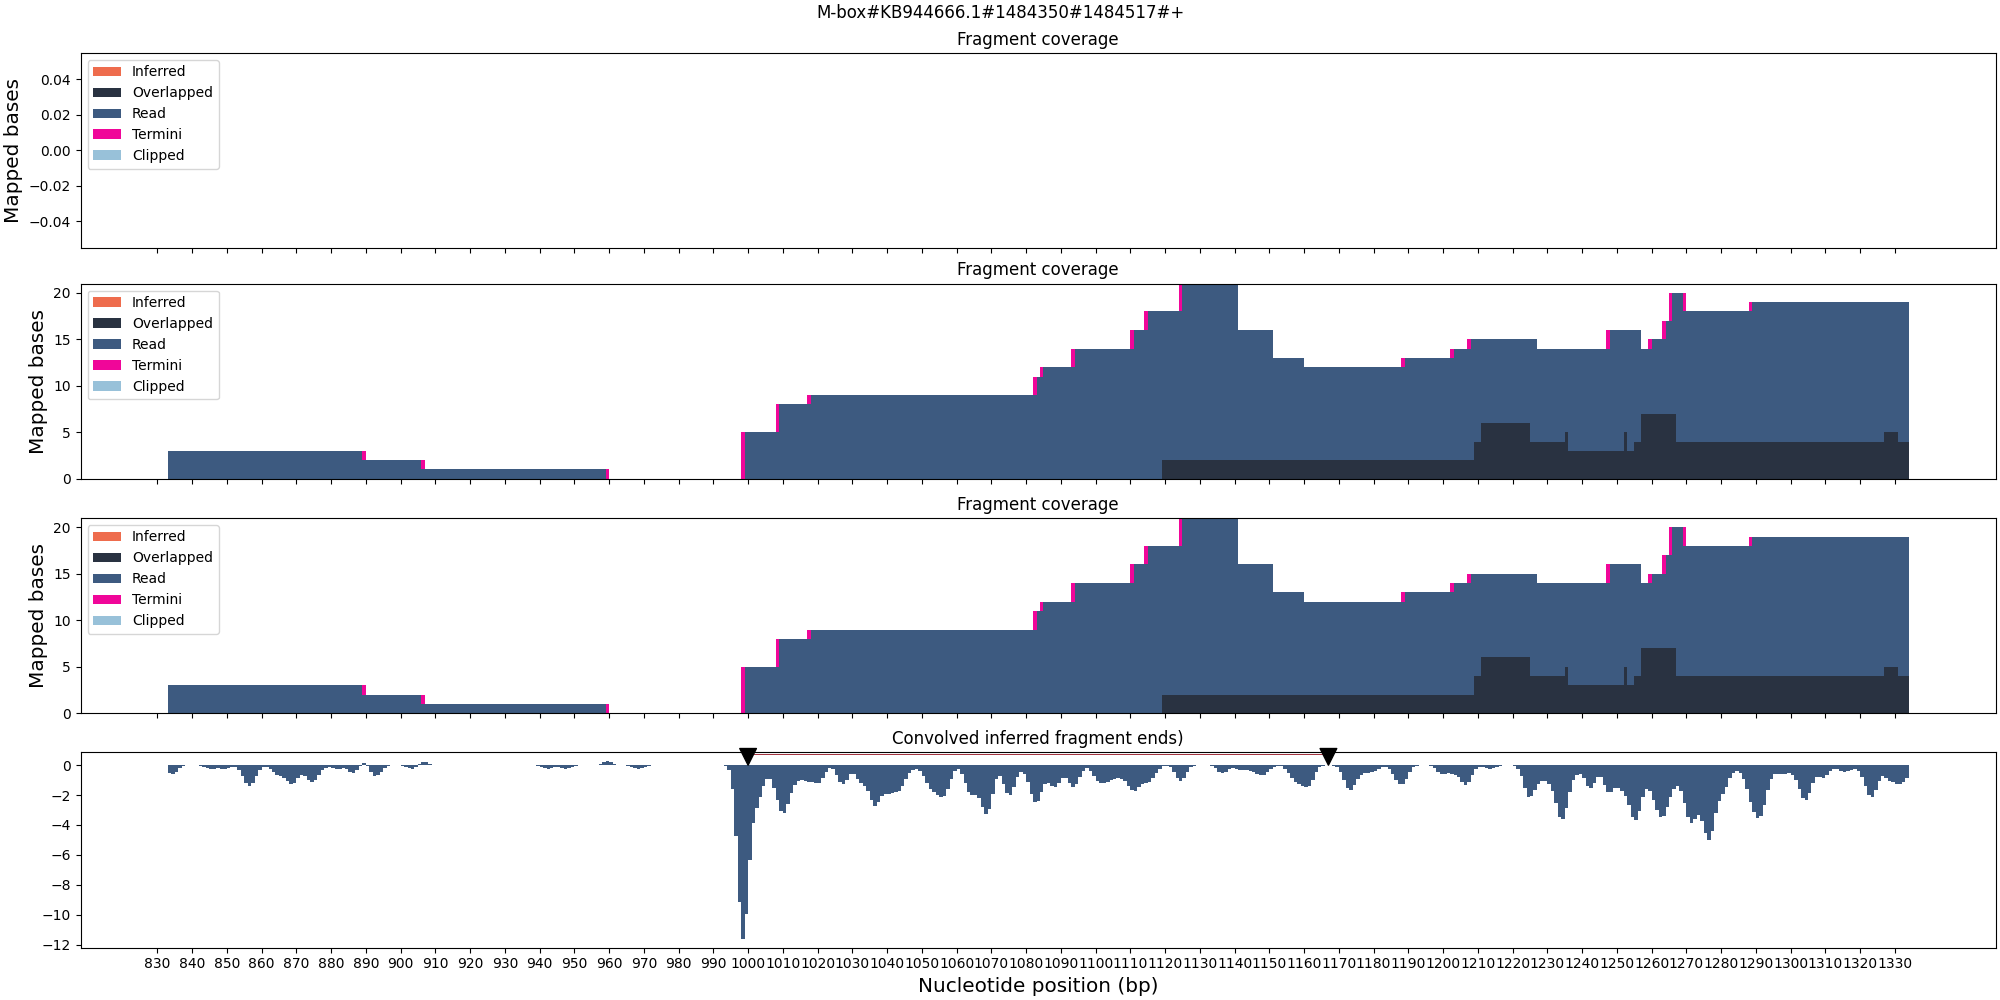 M-box#KB944666.1#1484350#1484517#+
Fragment coverage
Mapped bases
0.04
0.02
0.00
−0.02
−0.04
Inferred
Overlapped
Read
Termini
Clipped
Fragment coverage
Mapped bases
20
15
10
5
0
Inferred
Overlapped
Read
Termini
Clipped
Fragment coverage
Mapped bases
20
15
10
5
0
Inferred
Overlapped
Read
Termini
Clipped
Convolved inferred fragment ends)
0
−2
−4
−6
−8
−10
−12
830 840 850 860 870 880 890 900 910 920 930 940 950 960 970 980 990 1000 1010 1020 1030 1040 1050 1060 1070 1080 1090 1100 1110 1120 1130 1140 1150 1160 1170 1180 1190 1200 1210 1220 1230 1240 1250 1260 1270 1280 1290 1300 1310 1320 1330
Nucleotide position (bp)